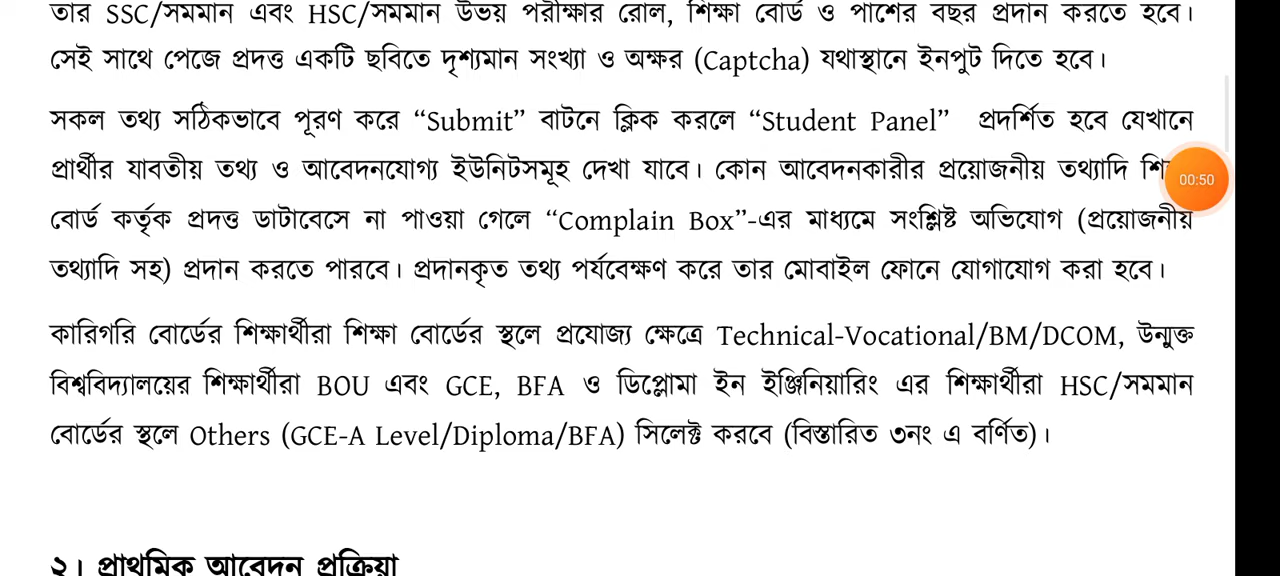 তার SSC/সমমান এবং HSC/সমমান উভয় পরীক্ষার রোল, শিক্ষা বোর্ড ও পাশের বছর প্রদান করতে হবে।
সেই সাথে পেজে প্রদত্ত একটি ছবিতে দৃশ্যমান সংখ্যা ও অক্ষর (Captcha) যথাস্থানে ইনপুট দিতে হবে।
সকল তথ্য সঠিকভাবে পূরণ করে “Submit” বাটনে ক্লিক করলে “Student Panel” প্রদর্শিত হবে যেখানে
প্রার্থীর যাবতীয় তথ্য ও আবেদনযোগ্য ইউনিটসমূহ দেখা যাবে। কোন আবেদনকারীর প্রয়োজনীয় তথ্যাদি
00:50
বোর্ড কর্তৃক প্রদত্ত ডাটাবেসে না পাওয়া গেলে “Complain Box”-এর মাধ্যমে সংশ্লিষ্ট অভিযোগ (প্রয়োজনীয়
তথ্যাদি সহ) প্রদান করতে পারবে। প্রদানকৃত তথ্য পর্যবেক্ষণ করে তার মোবাইল ফোনে যোগাযোগ করা হবে।
কারিগরি বোর্ডের শিক্ষার্থীরা শিক্ষা বোর্ডের স্থলে প্রযোজ্য ক্ষেত্রে Technical-Vocational/BM/DCOM, উন্মুক্ত
বিশ্ববিদ্যালয়ের শিক্ষার্থীরা BOU এবং GCE, BFA ও ডিপ্লোমা ইন ইঞ্জিনিয়ারিং এর শিক্ষার্থীরা HSC/সমমান
বোর্ডের স্থলে Others (GCE-A Level/Diploma/BFA) সিলেক্ট করবে (বিস্তারিত ৩নং এ বর্ণিত)।
২। প্রাথমিক আবেদন প্রক্রিয়া